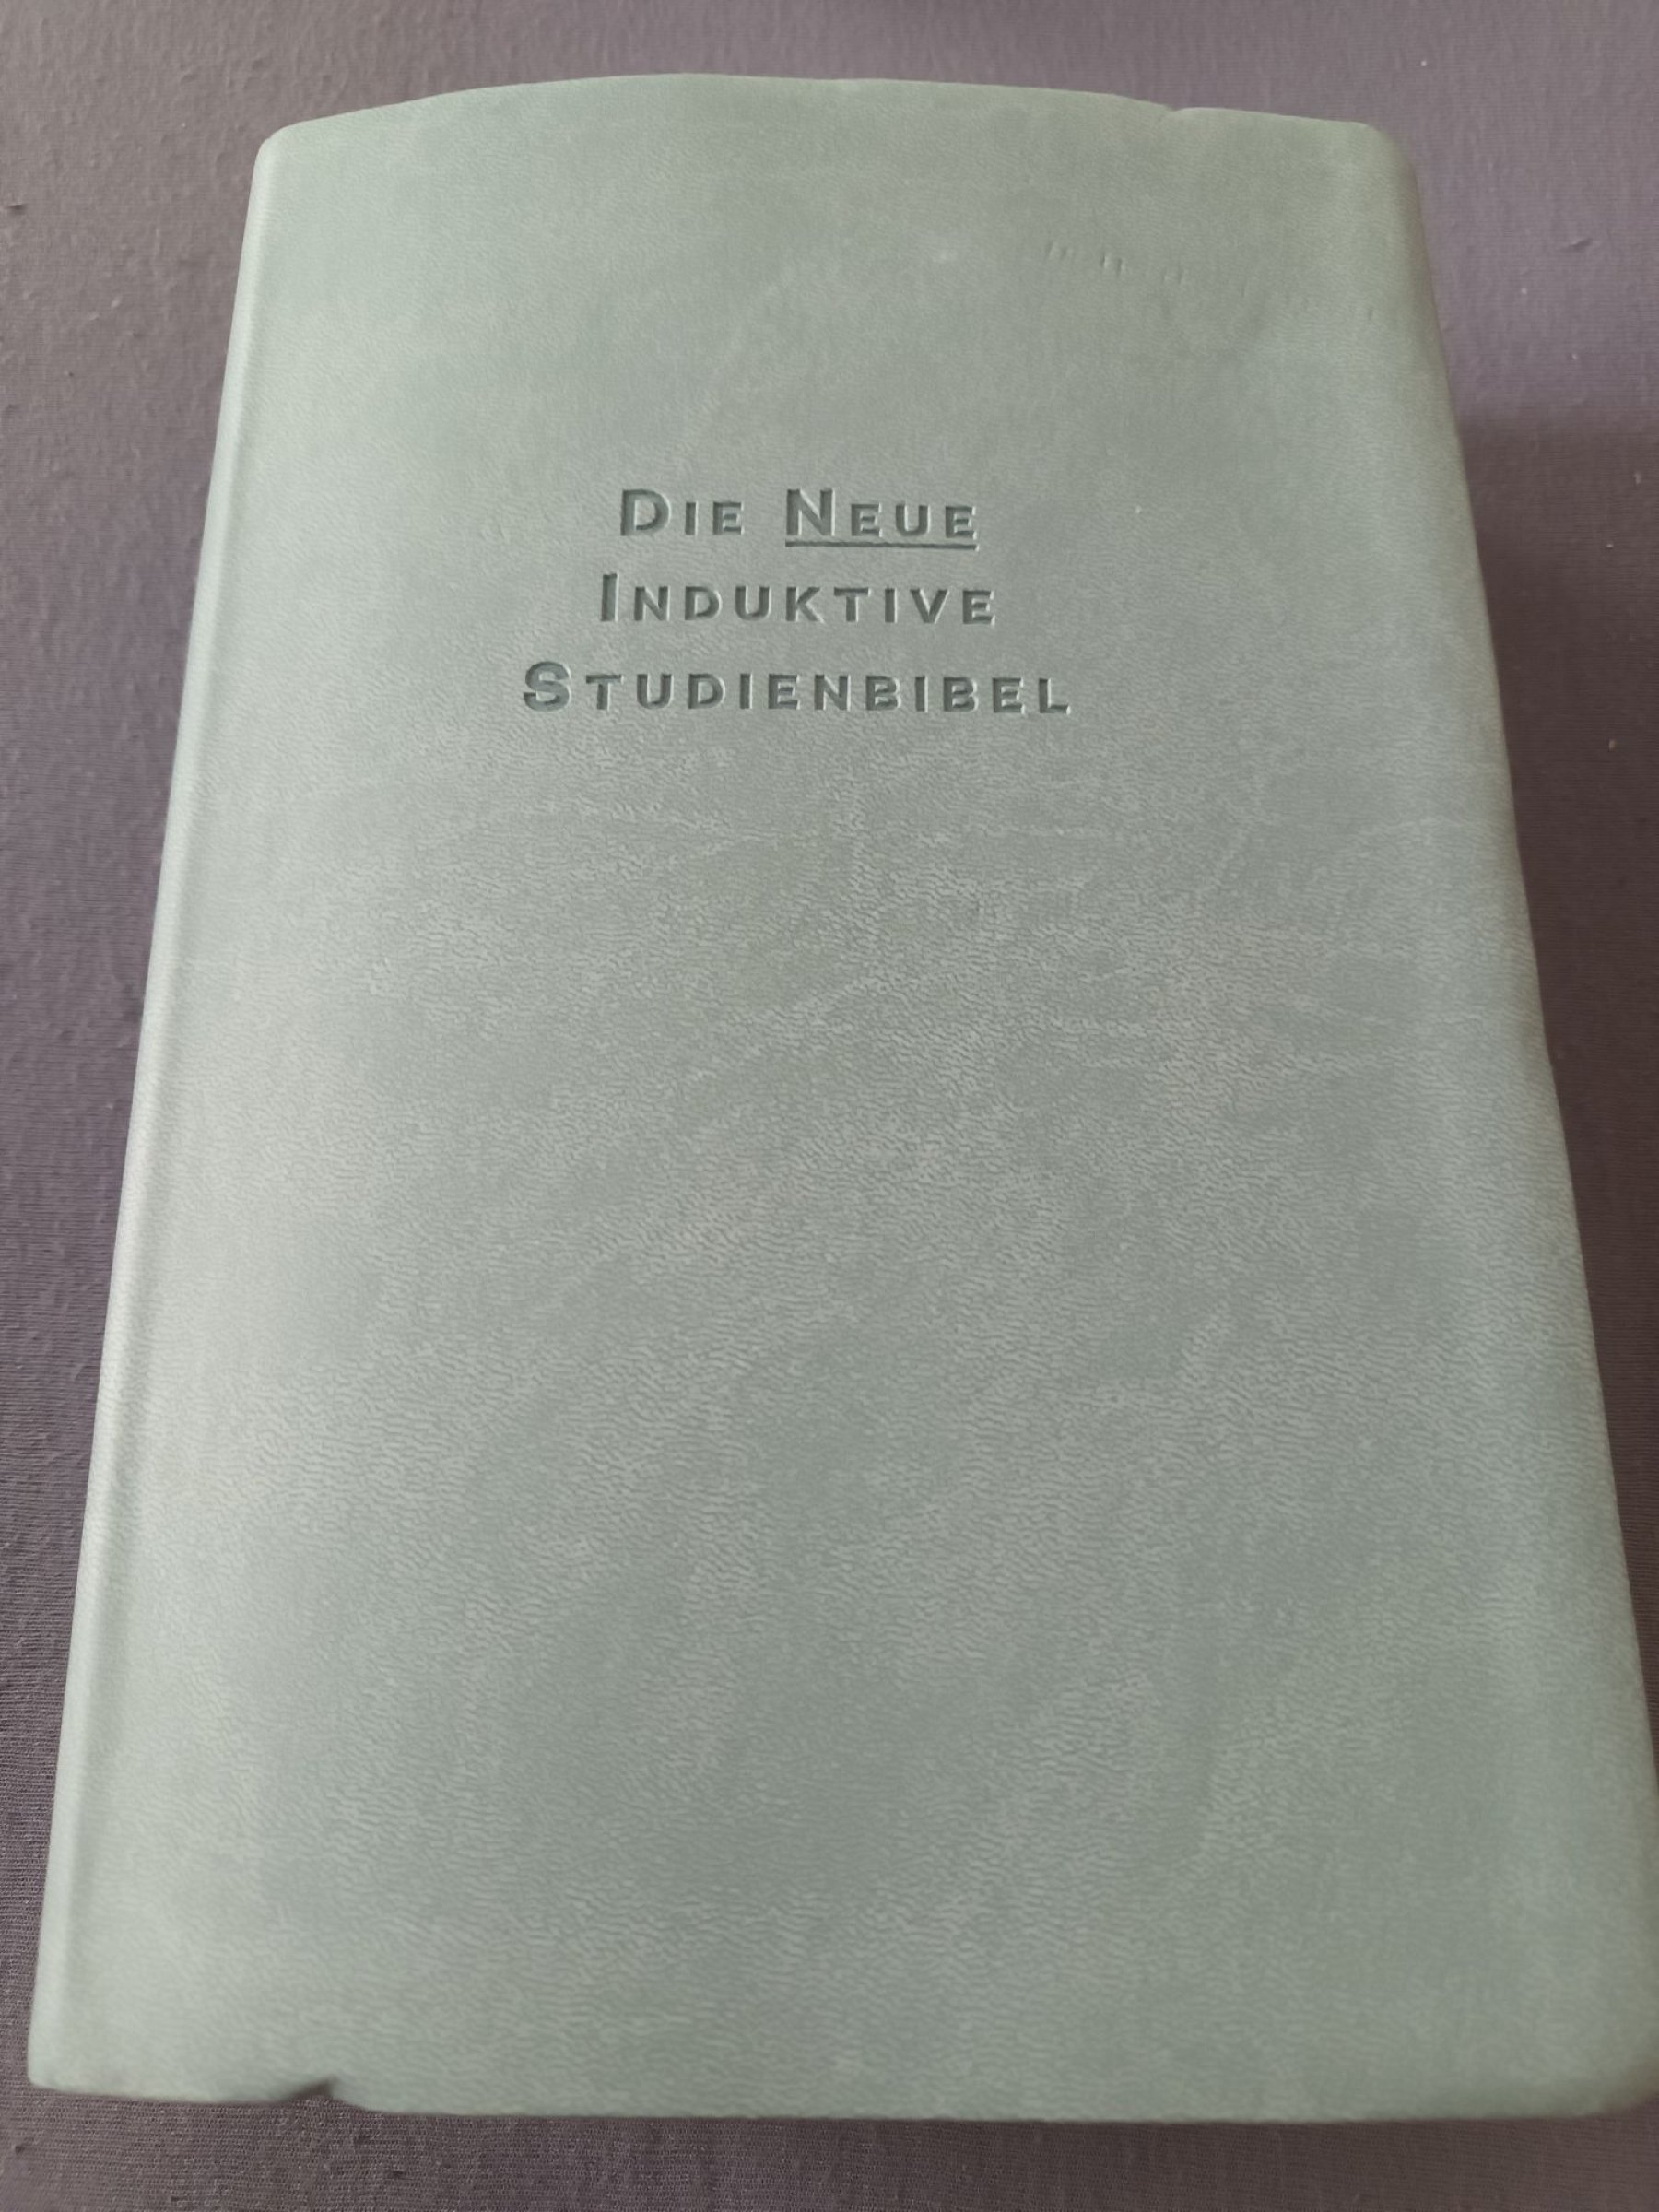 Die Neue
Induktive
Studienbibel